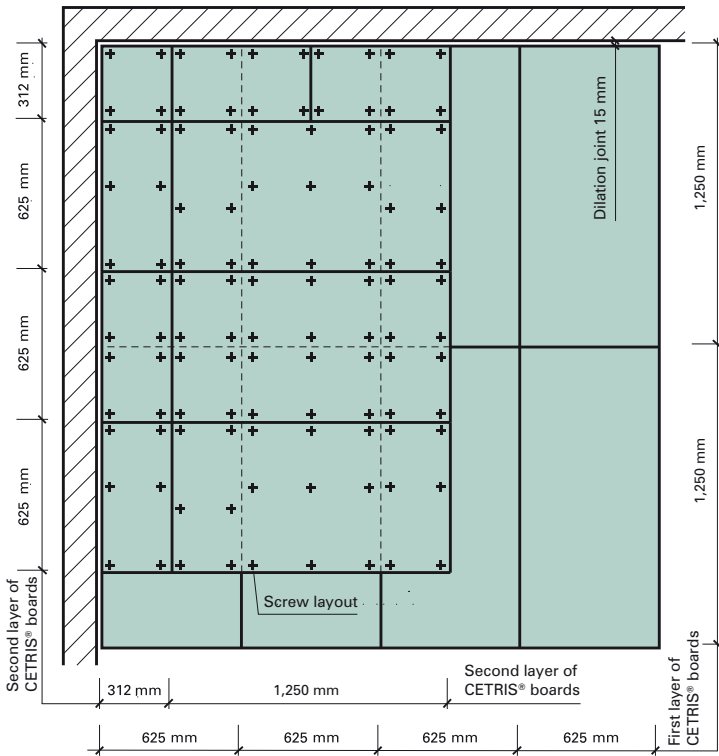 312 mm
625 mm
625 mm
625 mm
Second layer of
CETRIS® boards
Dilation joint 15 mm
1,250 mm
1,250 mm
First layer of
CETRIS® boards
Screw layout
312 mm
1,250 mm
Second layer of
CETRIS® boards
625 mm
625 mm
625 mm
625 mm